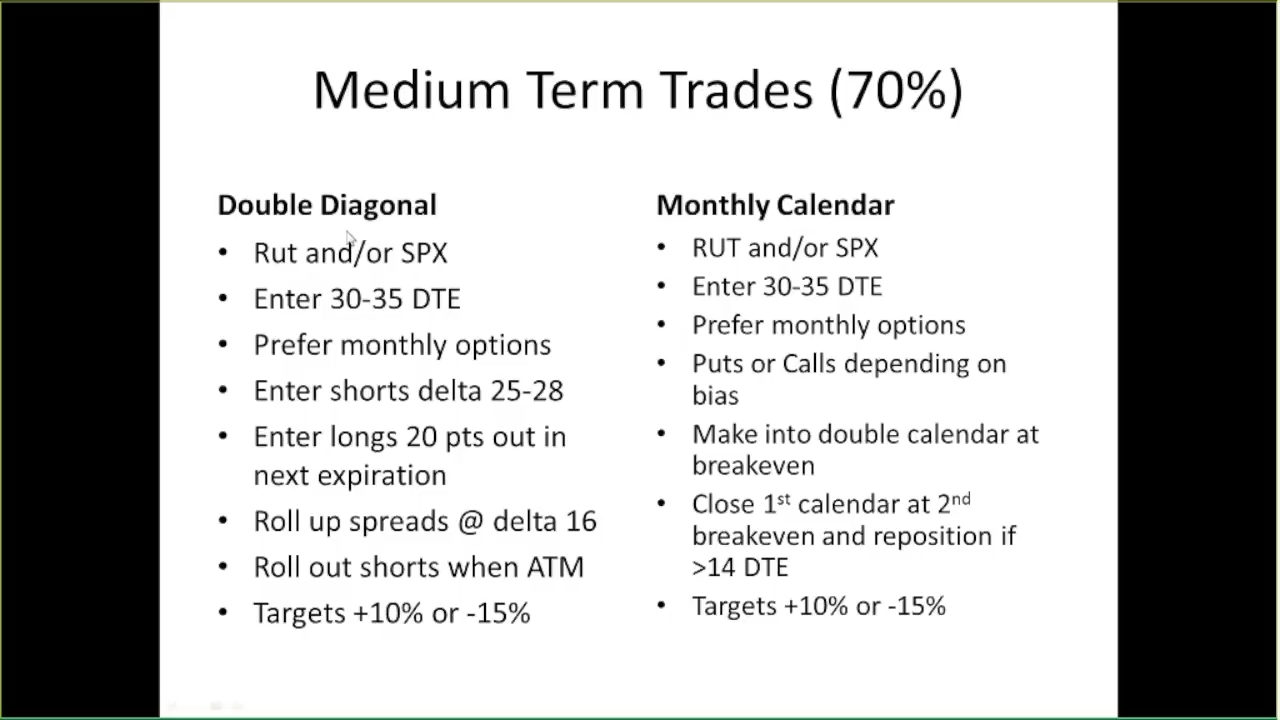 Medium Term Trades (70%)
Double Diagonal
• Rut and/or SPX
• Enter 30-35 DTE
• Prefer monthly options
• Enter shorts delta 25-28
• Enter longs 20 pts out in
next expiration
• Roll up spreads @ delta 16
• Roll out shorts when ATM
• Targets +10% or -15%
Monthly Calendar
• RUT and/or SPX
• Enter 30-35 DTE
• Prefer monthly options
• Puts or Calls depending on
bias
• Make into double calendar at
breakeven
• Close 1st calendar at 2nd
breakeven and reposition if
>14 DTE
• Targets +10% or -15%